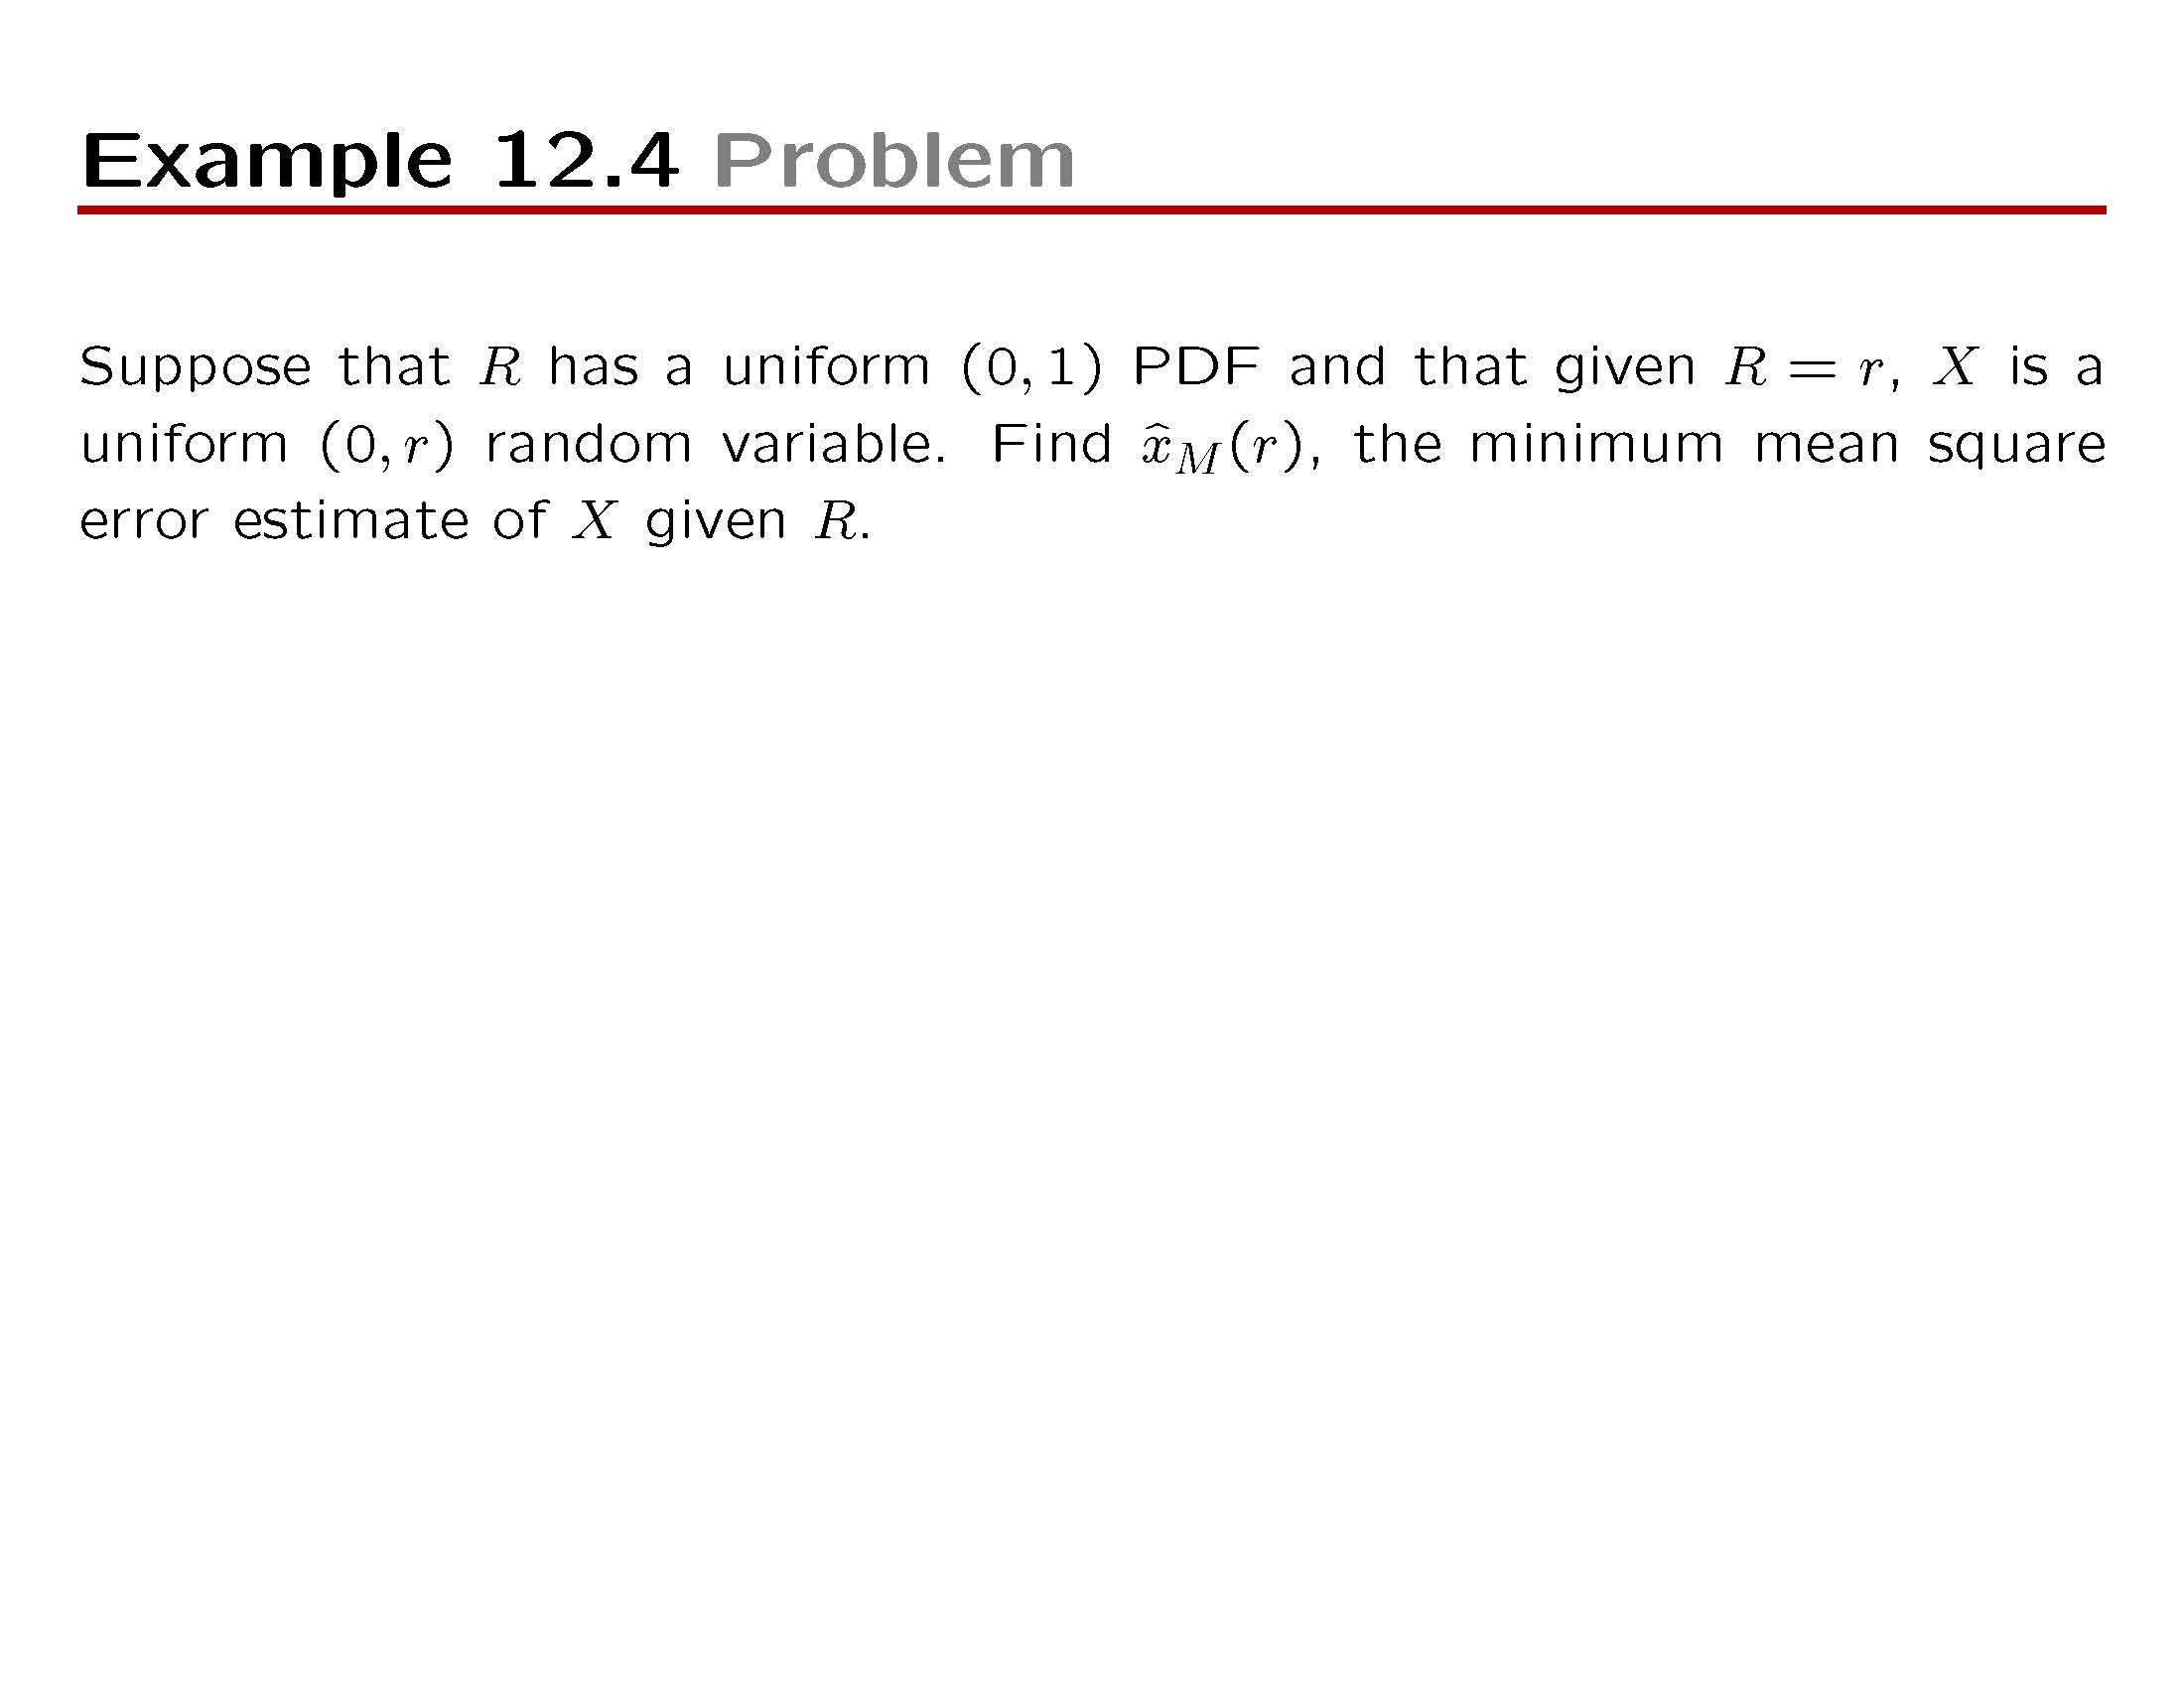 Example 12.4 Problem
Suppose that R has a uniform (0, 1) PDF and that given R = r, X is a
uniform (0, r) random variable. Find x̂_M(r), the minimum mean square
error estimate of X given R.